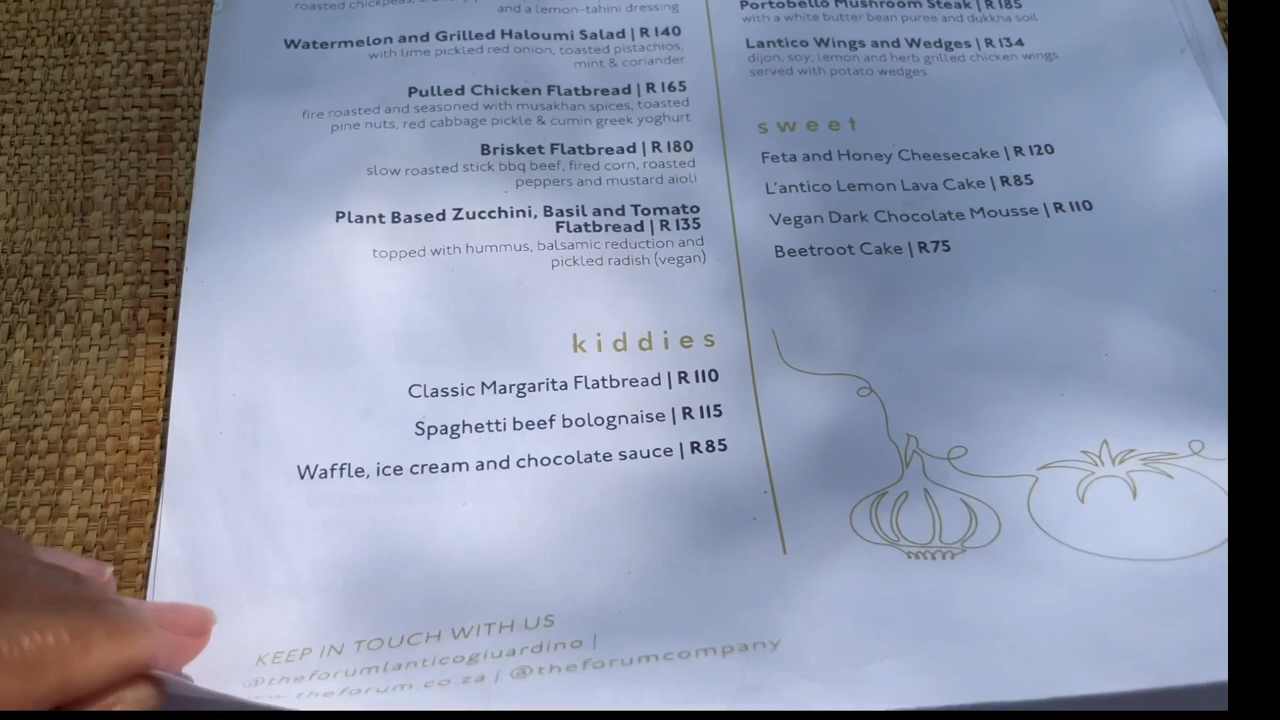 roasted chickpeas,
and a lemon-tahini dressing
Watermelon and Grilled Haloumi Salad | R140
with lime pickled red onion, toasted pistachios,
mint & coriander
Pulled Chicken Flatbread | R165
fire roasted and seasoned with musakhan spices, toasted
pine nuts, red cabbage pickle & cumin greek yoghurt
Brisket Flatbread | R180
slow roasted stick bbq beef, fired corn, roasted
peppers and mustard aioli
Plant Based Zucchini, Basil and Tomato
Flatbread | R135
topped with hummus, balsamic reduction and
pickled radish (vegan)
kiddies
Classic Margarita Flatbread | R110
Spaghetti beef bolognaise | R115
Waffle, ice cream and chocolate sauce | R85
Portobello Mushroom Steak | R185
with a white butter bean puree and dukkha soil
Lantico Wings and Wedges | R134
dijon, soy, lemon and herb grilled chicken wings
served with potato wedges.
sweet
Feta and Honey Cheesecake | R120
L'antico Lemon Lava Cake | R85
Vegan Dark Chocolate Mousse | R110
Beetroot Cake | R75
KEEP IN TOUCH WITH US
@theforumlanticogiuardino |
theforum.co.za | @theforumcompany